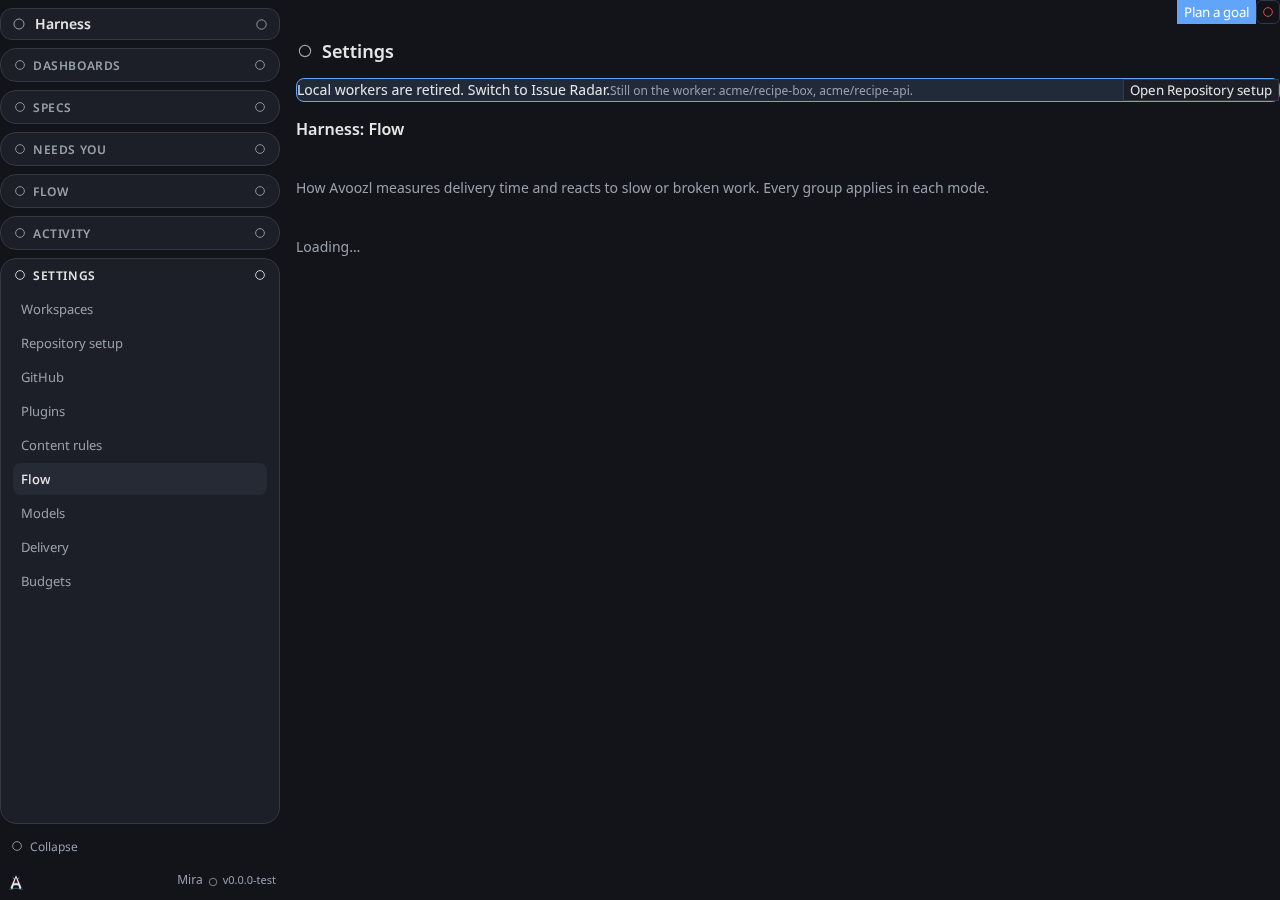 Harness
DASHBOARDS
SPECS
NEEDS YOU
FLOW
ACTIVITY
SETTINGS
Workspaces
Repository setup
GitHub
Plugins
Content rules
Flow
Models
Delivery
Budgets
Collapse
A
Mira v0.0.0-test
Plan a goal
Settings
Local workers are retired. Switch to Issue Radar.Still on the worker: acme/recipe-box, acme/recipe-api. Open Repository setup
Harness: Flow
How Avoozl measures delivery time and reacts to slow or broken work. Every group applies in each mode.
Loading...